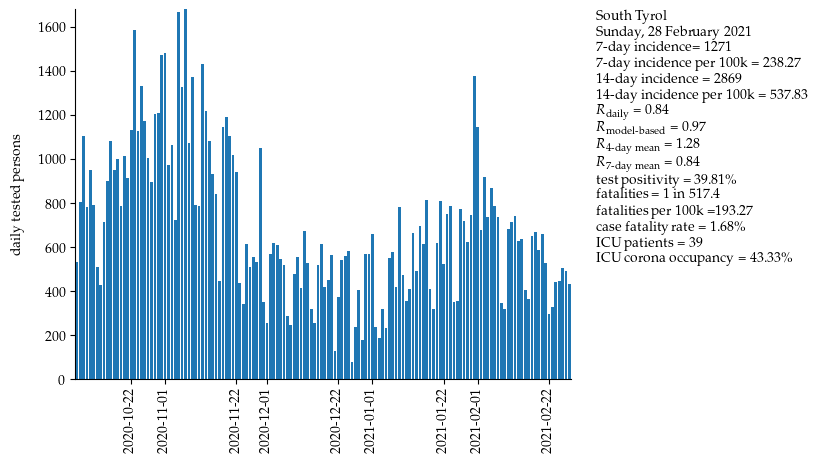 South Tyrol
Sunday, 28 February 2021
7-day incidence= 1271
7-day incidence per 100k = 238.27
14-day incidence = 2869
14-day incidence per 100k = 537.83
R_daily = 0.84
R_model-based = 0.97
R_4-day mean = 1.28
R_7-day mean = 0.84
test positivity = 39.81%
fatalities = 1 in 517.4
fatalities per 100k =193.27
case fatality rate = 1.68%
ICU patients = 39
ICU corona occupancy = 43.33%
daily tested persons
1600
1400
1200
1000
800
600
400
200
0
2020-10-22
2020-11-01
2020-11-22
2020-12-01
2020-12-22
2021-01-01
2021-01-22
2021-02-01
2021-02-22